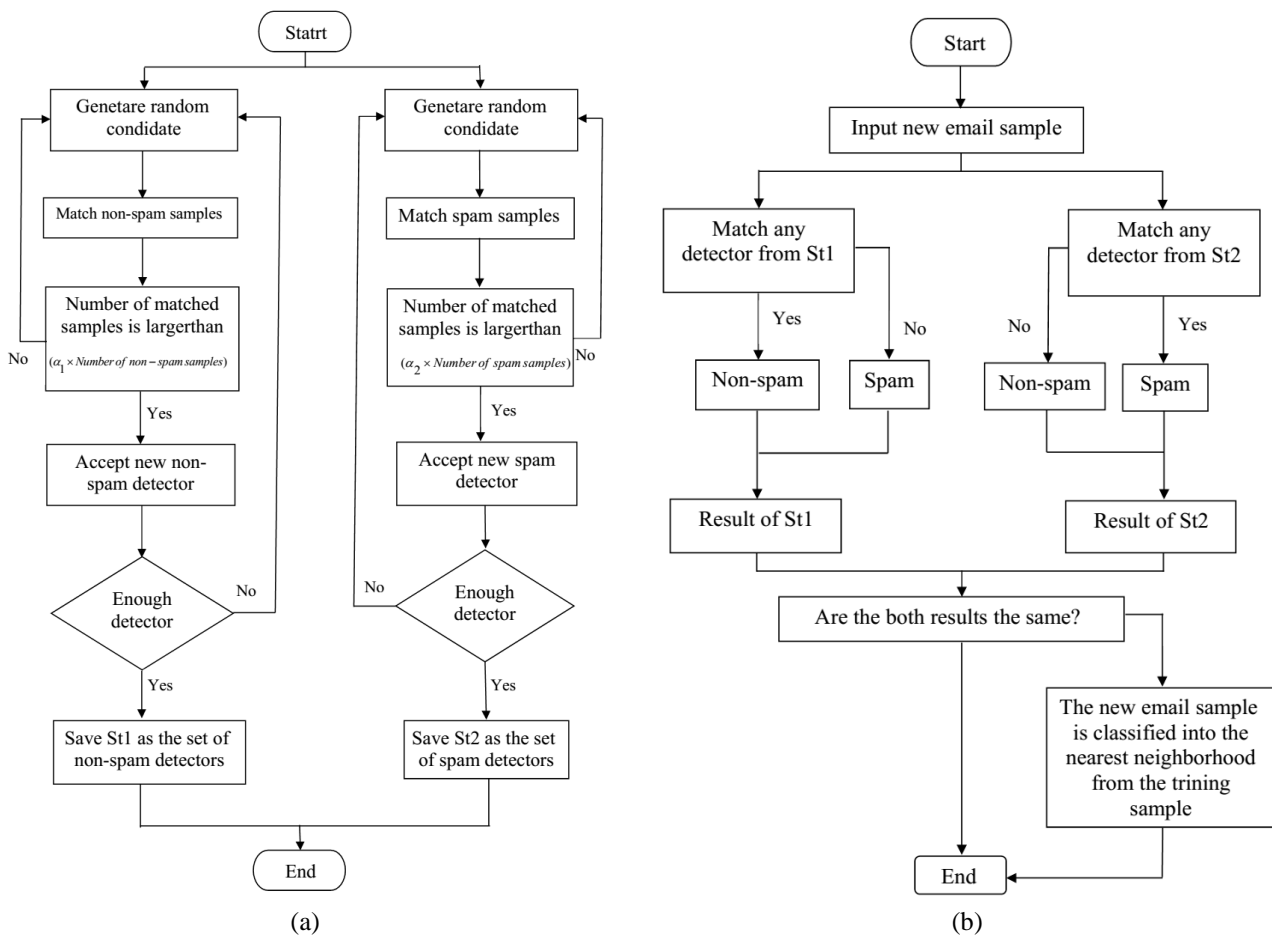 Statrt
Genetare random
condidate
Match non-spam samples
Number of matched
samples is largerthan
(α1 × Number of non − spam samples)
No
Yes
Accept new non-
spam detector
Enough
detector
No
Yes
Save St1 as the set of
non-spam detectors
Genetare random
condidate
Match spam samples
Number of matched
samples is largerthan
(α2 × Number of spam samples)
No
Yes
Accept new spam
detector
No
Enough
detector
Yes
Save St2 as the set
of spam detectors
End
(a)
Start
Input new email sample
Match any
detector from St1
Yes
No
Non-spam
Spam
Result of St1
Match any
detector from St2
No
Yes
Non-spam
Spam
Result of St2
Are the both results the same?
The new email sample
is classified into the
nearest neighborhood
from the trining
sample
End
(b)